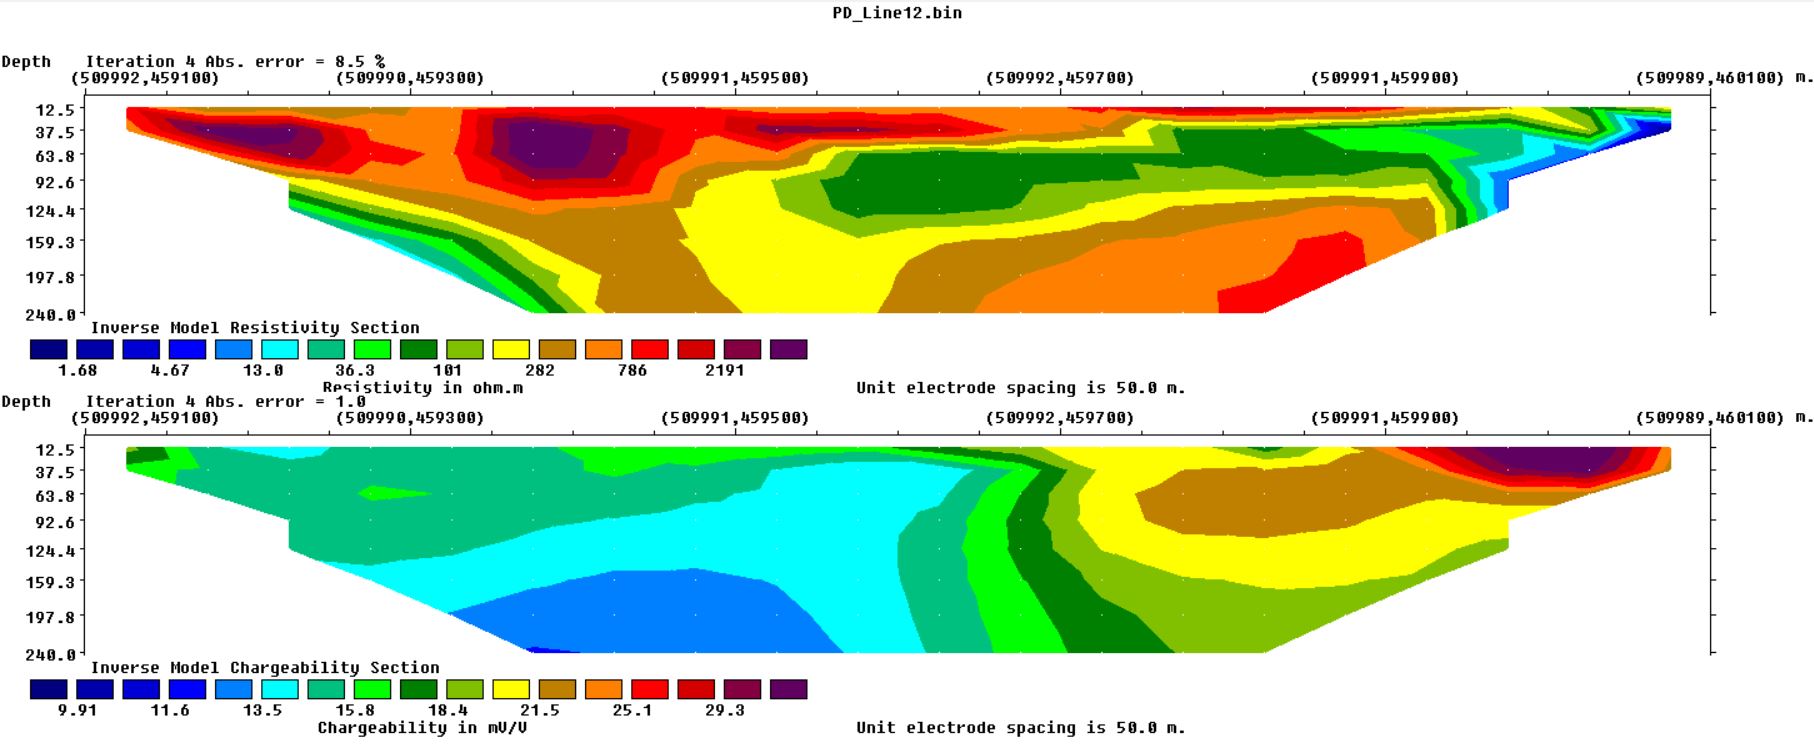 PD_Line12.bin
Depth Iteration 4 Abs. error = 8.5 %
(509992,459100) (509990,459300) (509991,459500) (509992,459700) (509991,459900) (509989,460100) m.
12.5
37.5
63.8
92.6
124.4
159.3
197.8
240.0
Inverse Model Resistivity Section
1.68 4.67 13.0 36.3 101 282 786 2191
Resistivity in ohm.m Unit electrode spacing is 50.0 m.
Depth Iteration 4 Abs. error = 1.0
(509992,459100) (509990,459300) (509991,459500) (509992,459700) (509991,459900) (509989,460100) m.
12.5
37.5
63.8
92.6
124.4
159.3
197.8
240.0
Inverse Model Chargeability Section
9.91 11.6 13.5 15.8 18.4 21.5 25.1 29.3
Chargeability in mV/V Unit electrode spacing is 50.0 m.